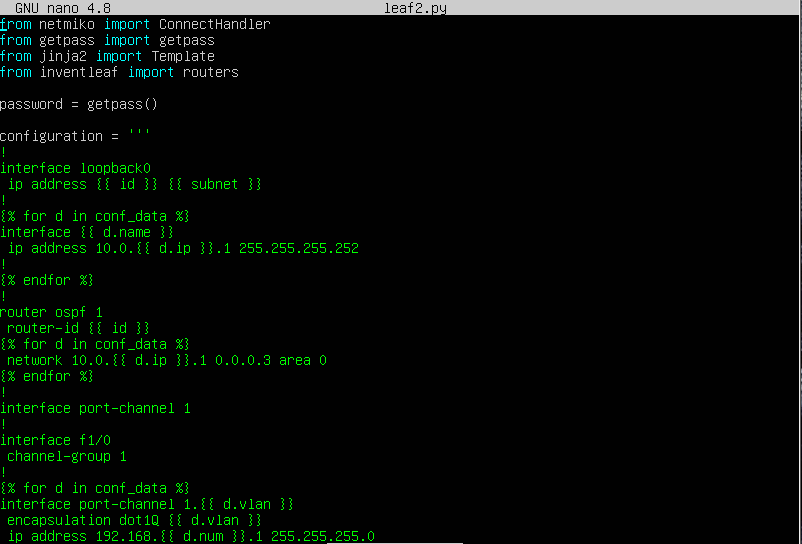 GNU nano 4.8 leaf2.py
from netmiko import ConnectHandler
from getpass import getpass
from jinja2 import Template
from inventleaf import routers
password = getpass()
configuration = '''
!
interface loopback0
 ip address {{ id }} {{ subnet }}
!
{% for d in conf_data %}
interface {{ d.name }}
 ip address 10.0.{{ d.ip }}.1 255.255.255.252
!
{% endfor %}
!
router ospf 1
 router-id {{ id }}
{% for d in conf_data %}
 network 10.0.{{ d.ip }}.1 0.0.0.3 area 0
{% endfor %}
!
interface port-channel 1
!
interface f1/0
 channel-group 1
!
{% for d in conf_data %}
interface port-channel 1.{{ d.vlan }}
 encapsulation dot1Q {{ d.vlan }}
 ip address 192.168.{{ d.num }}.1 255.255.255.0